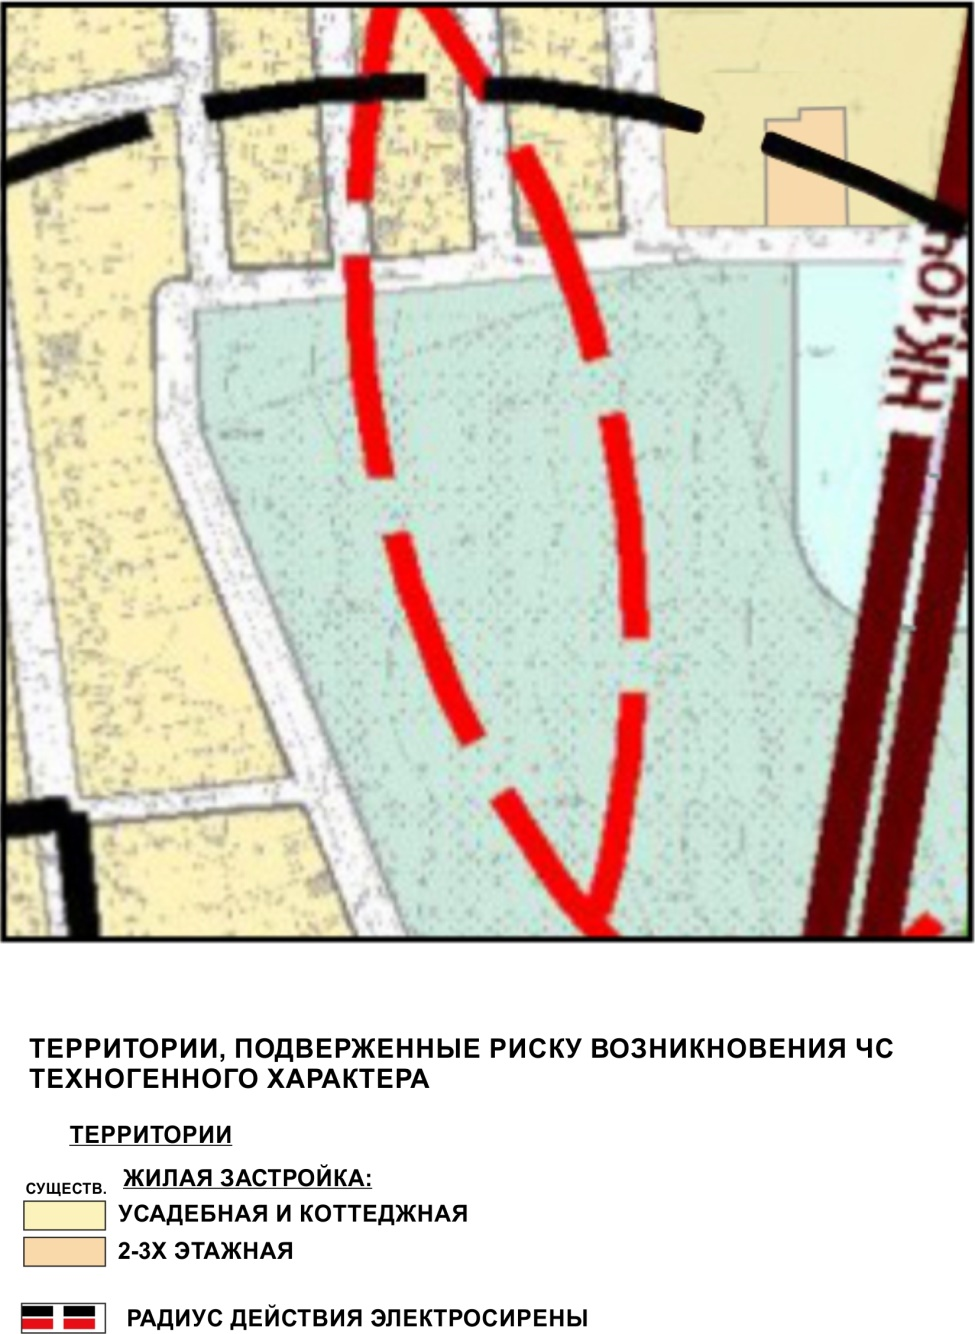 НК104
ТЕРРИТОРИИ, ПОДВЕРЖЕННЫЕ РИСКУ ВОЗНИКНОВЕНИЯ ЧС
ТЕХНОГЕННОГО ХАРАКТЕРА
ТЕРРИТОРИИ
СУЩЕСТВ. ЖИЛАЯ ЗАСТРОЙКА:
УСАДЕБНАЯ И КОТТЕДЖНАЯ
2-3Х ЭТАЖНАЯ
РАДИУС ДЕЙСТВИЯ ЭЛЕКТРОСИРЕНЫ